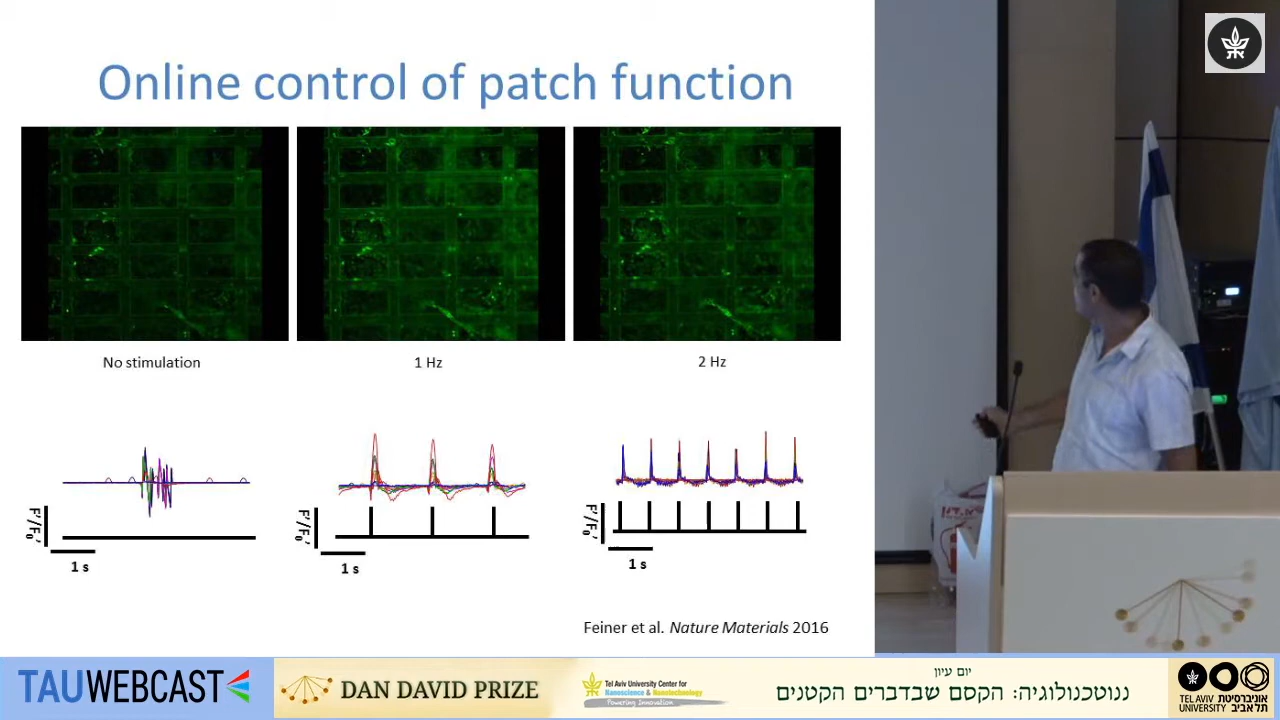 Online control of patch function
No stimulation
1 Hz
2 Hz
F'/F₀'
1 s
F'/F₀'
1 s
F'/F₀'
1 s
Feiner et al. Nature Materials 2016
TAUWEBCAST
DAN DAVID PRIZE
Tel Aviv University Center for
Nanoscience & Nanotechnology
Powering Innovation
יום עיון
ננוטכנולוגיה: הקסם שבדברים הקטנים
TEL AVIV אוניברסיטת
UNIVERSITY תל אביב